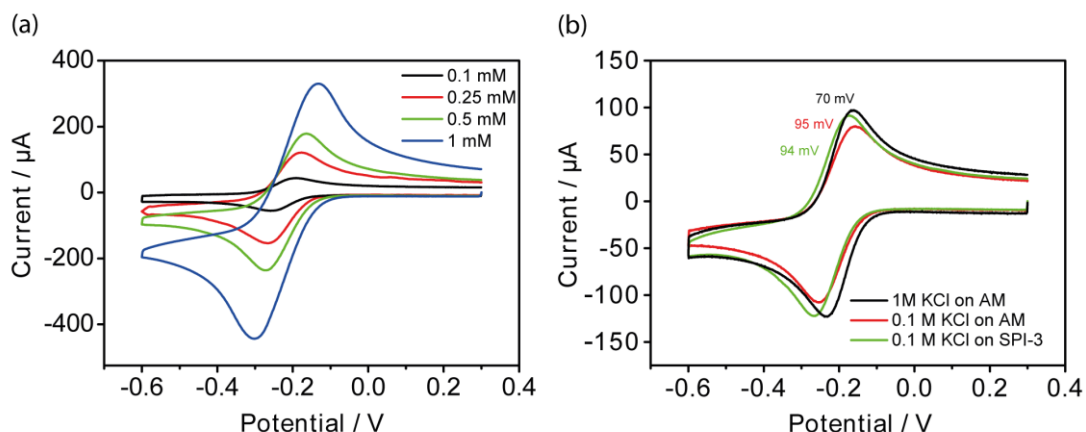 (a)
400
200
0
-200
-400
Current / µA
-0.6
-0.4
-0.2
0.0
0.2
0.4
Potential / V
0.1 mM
0.25 mM
0.5 mM
1 mM
(b)
150
100
50
0
-50
-100
-150
Current / µA
-0.6
-0.4
-0.2
0.0
0.2
0.4
Potential / V
70 mV
95 mV
94 mV
1M KCl on AM
0.1 M KCl on AM
0.1 M KCl on SPI-3